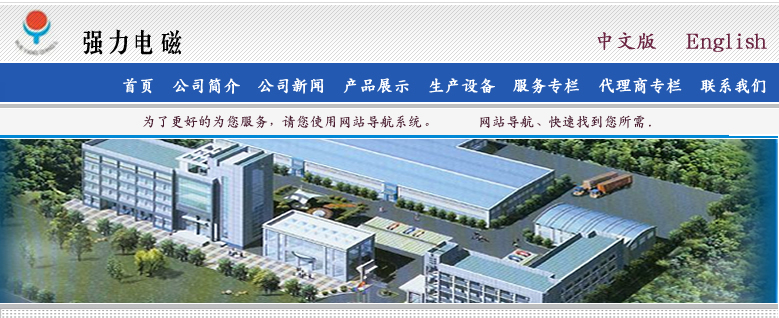 强力电磁
中文版 English
首页 公司简介 公司新闻 产品展示 生产设备 服务专栏 代理商专栏 联系我们
为了更好的为您服务，请您使用网站导航系统。 网站导航、快速找到您所需.